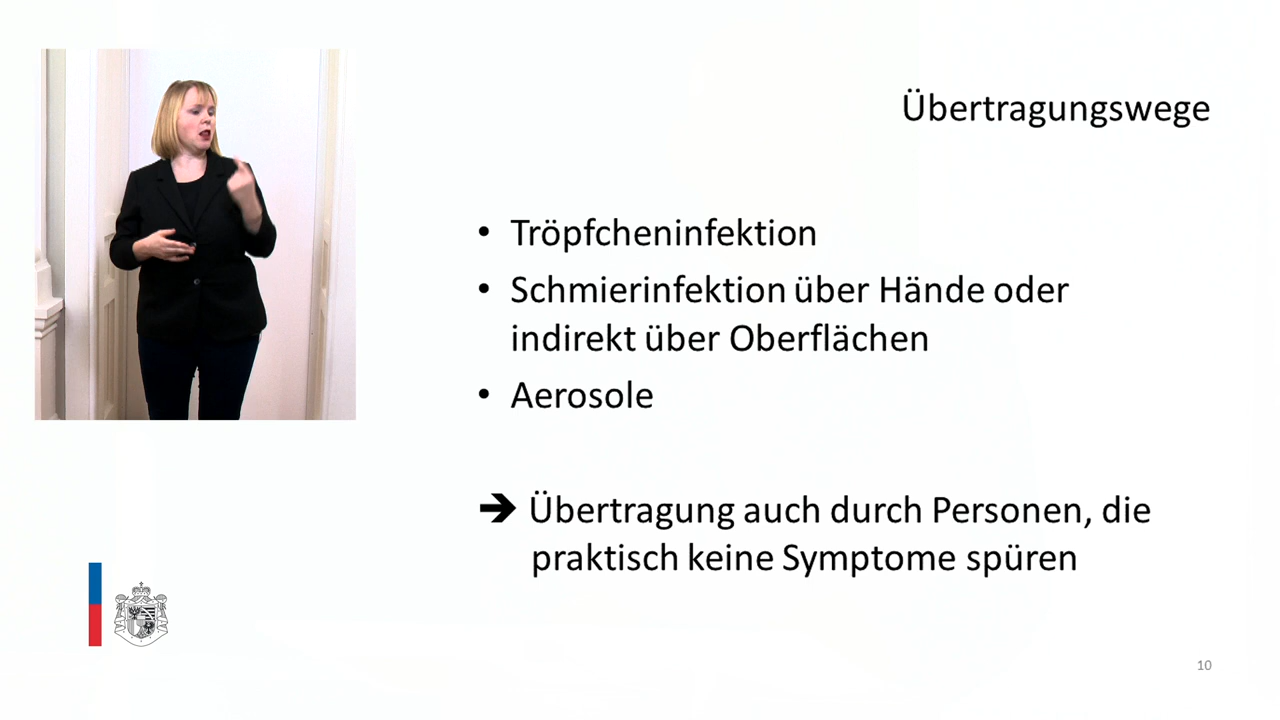 Übertragungswege
• Tröpfcheninfektion
• Schmierinfektion über Hände oder
indirekt über Oberflächen
• Aerosole
➔ Übertragung auch durch Personen, die
praktisch keine Symptome spüren
10